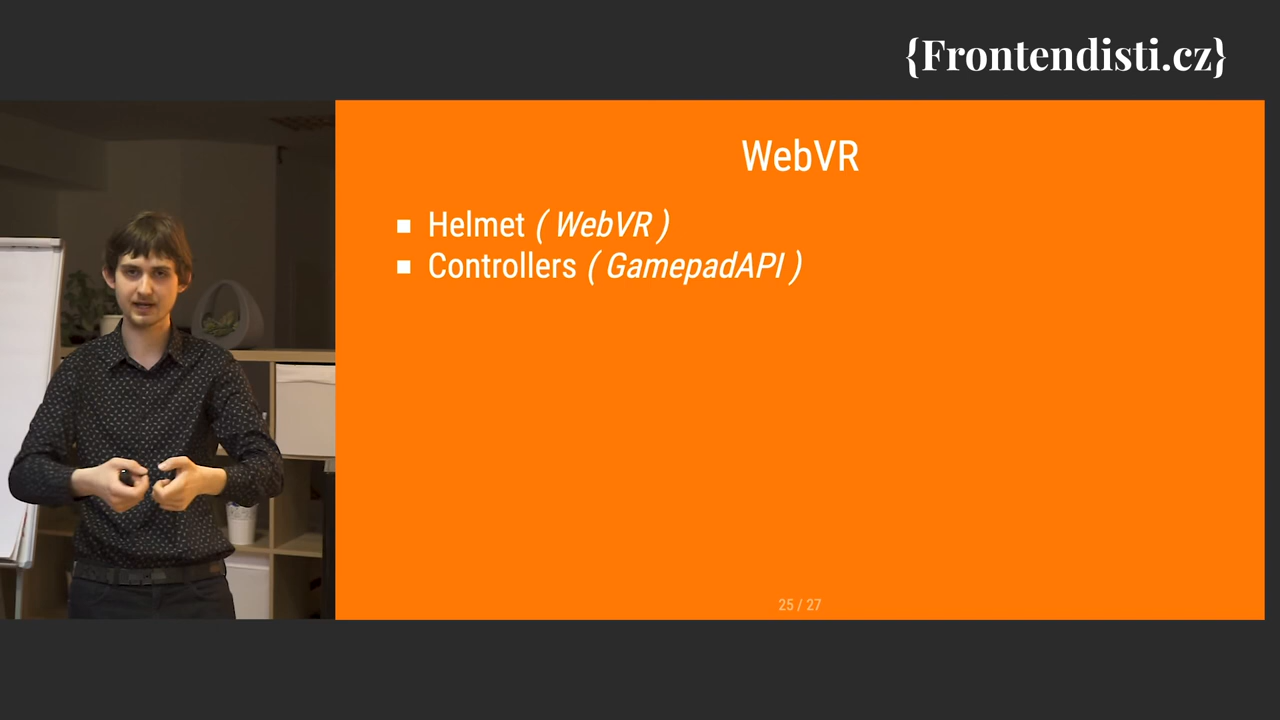 {Frontendisti.cz}
WebVR
▪ Helmet ( WebVR )
▪ Controllers ( GamepadAPI )
25 / 27